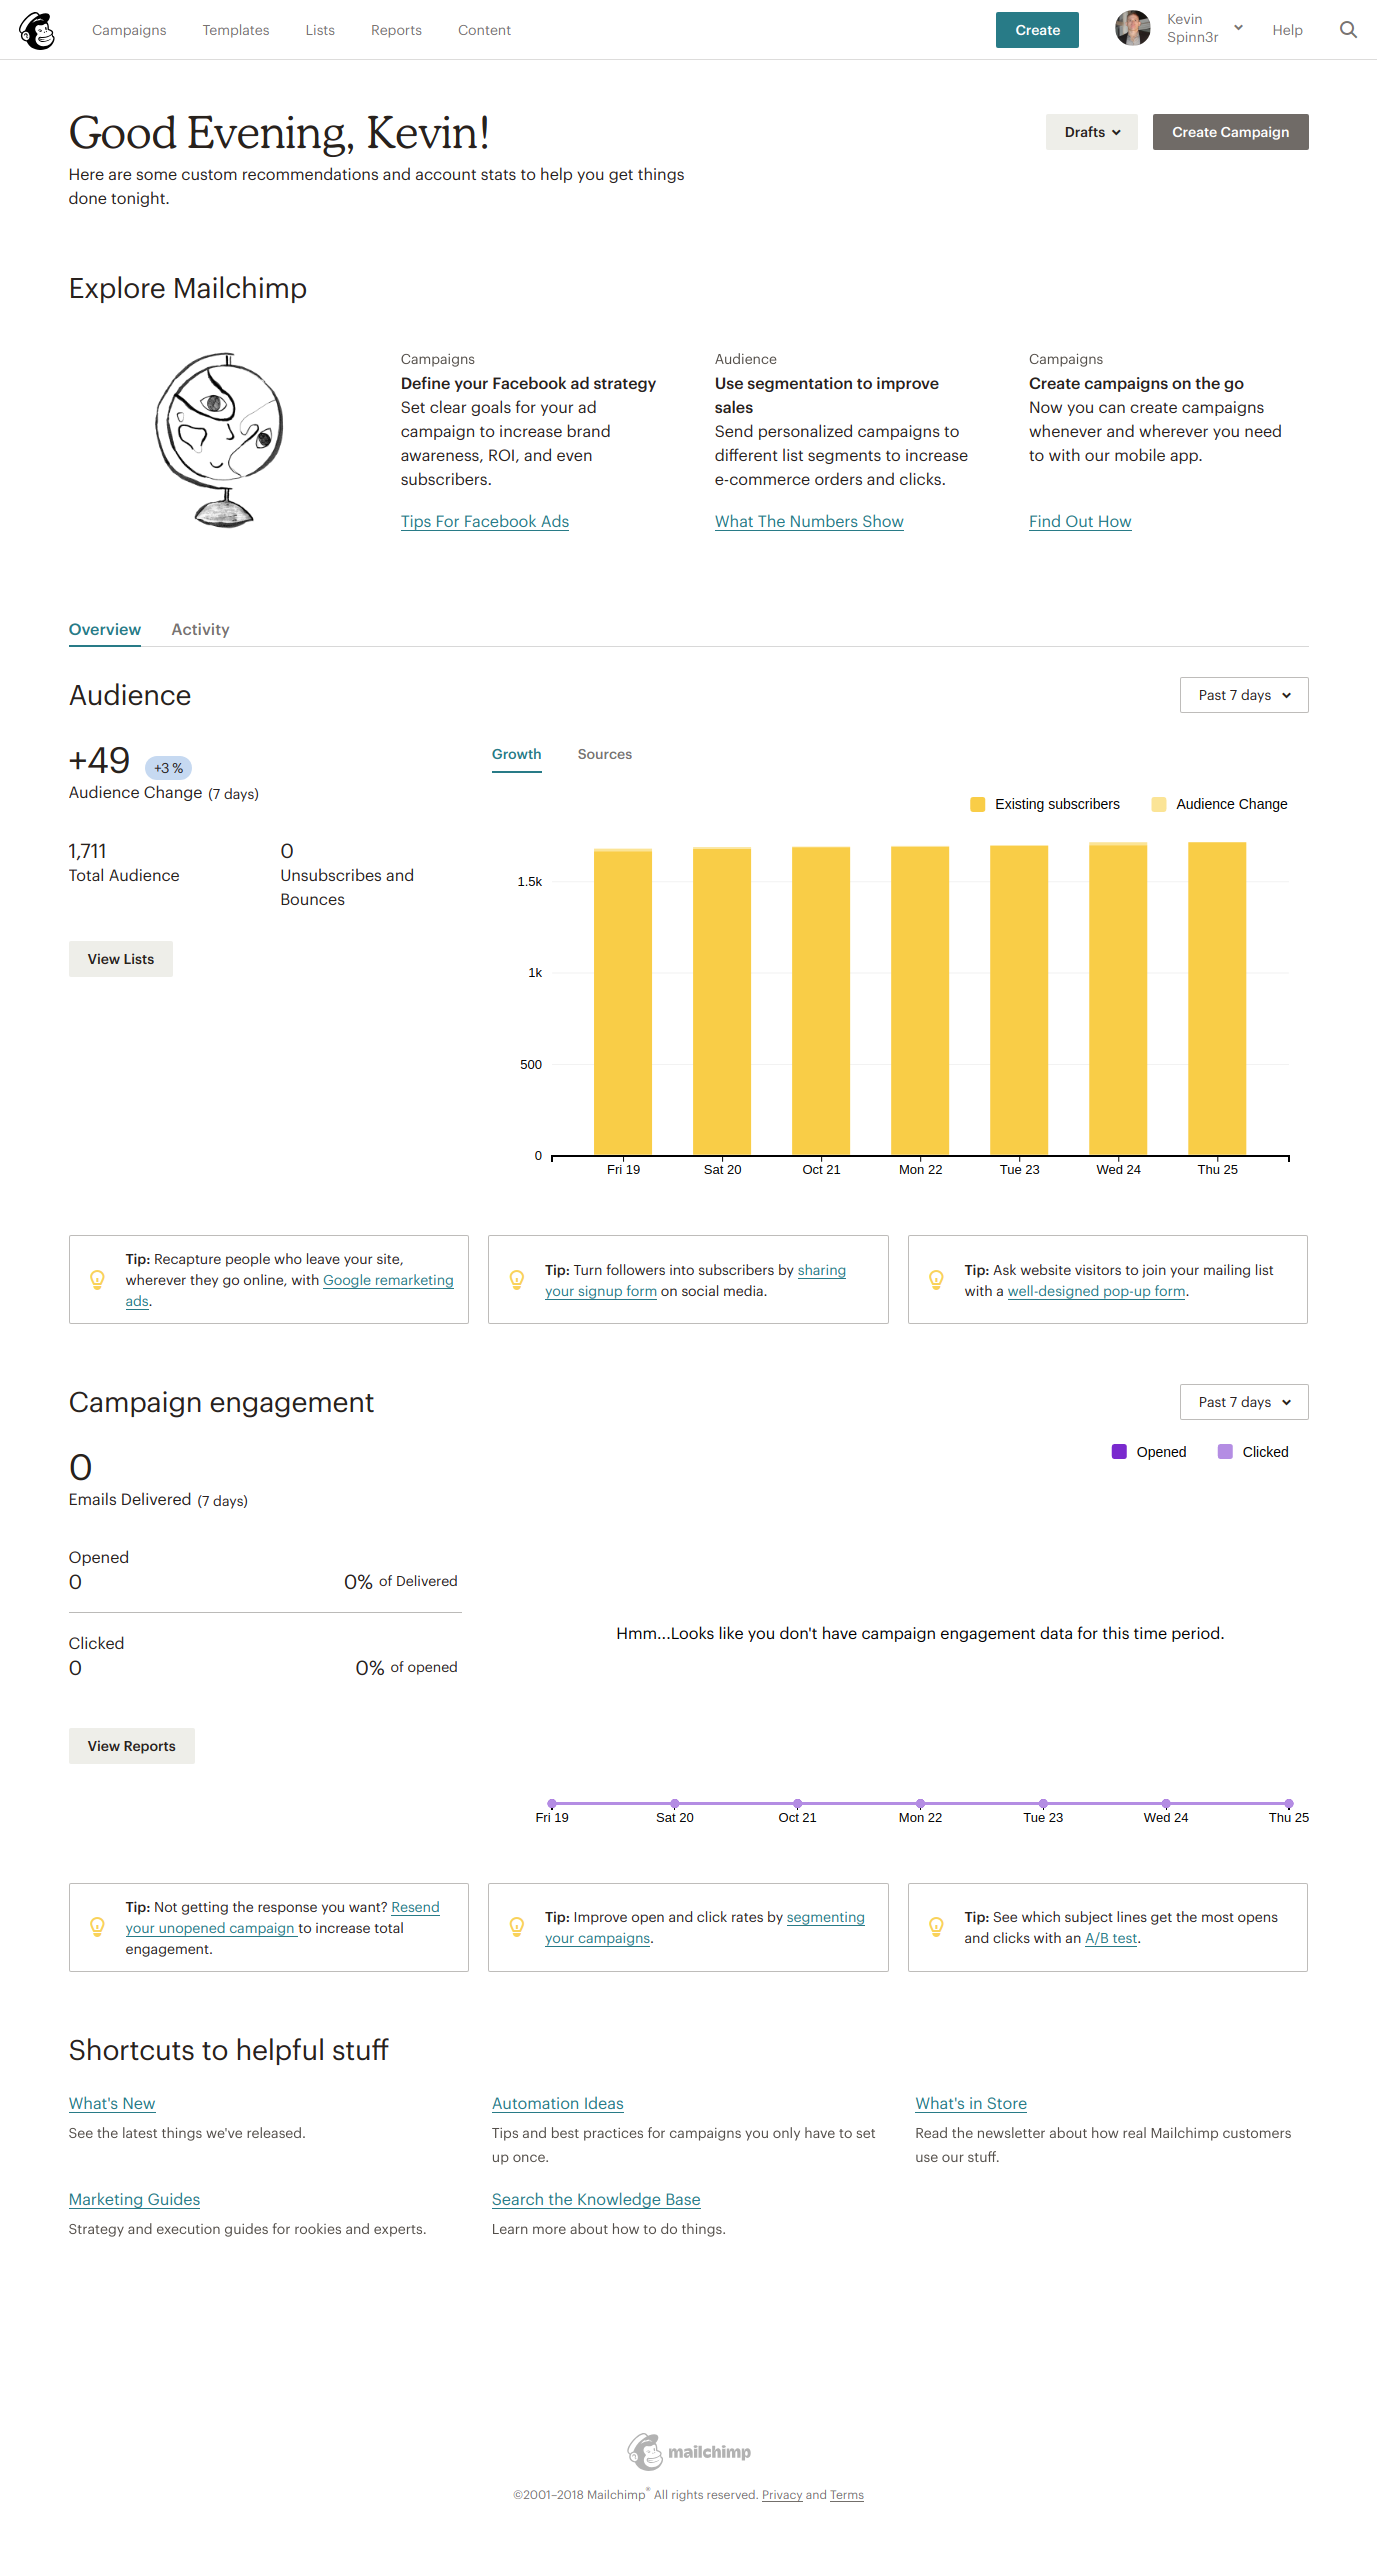 Campaigns Templates Lists Reports Content Create Kevin Help
Spinn3r
Good Evening, Kevin!
Drafts Create Campaign
Here are some custom recommendations and account stats to help you get things
done tonight.
Explore Mailchimp
Campaigns
Define your Facebook ad strategy
Set clear goals for your ad
campaign to increase brand
awareness, ROI, and even
subscribers.
Tips For Facebook Ads
Audience
Use segmentation to improve
sales
Send personalized campaigns to
different list segments to increase
e-commerce orders and clicks.
What The Numbers Show
Campaigns
Create campaigns on the go
Now you can create campaigns
whenever and wherever you need
to with our mobile app.
Find Out How
Overview Activity
Audience
Past 7 days
+49 +3 %
Audience Change (7 days)
1,711
Total Audience
0
Unsubscribes and
Bounces
View Lists
Growth Sources
Existing subscribers Audience Change
1.5k
1k
500
0
Fri 19 Sat 20 Oct 21 Mon 22 Tue 23 Wed 24 Thu 25
Tip: Recapture people who leave your site,
wherever they go online, with Google remarketing
ads.
Tip: Turn followers into subscribers by sharing
your signup form on social media.
Tip: Ask website visitors to join your mailing list
with a well-designed pop-up form.
Campaign engagement
Past 7 days
0
Emails Delivered (7 days)
Opened
0 0% of Delivered
Clicked
0 0% of opened
View Reports
Opened Clicked
Hmm...Looks like you don't have campaign engagement data for this time period.
Fri 19 Sat 20 Oct 21 Mon 22 Tue 23 Wed 24 Thu 25
Tip: Not getting the response you want? Resend
your unopened campaign to increase total
engagement.
Tip: Improve open and click rates by segmenting
your campaigns.
Tip: See which subject lines get the most opens
and clicks with an A/B test.
Shortcuts to helpful stuff
What's New
See the latest things we've released.
Automation Ideas
Tips and best practices for campaigns you only have to set
up once.
What's in Store
Read the newsletter about how real Mailchimp customers
use our stuff.
Marketing Guides
Strategy and execution guides for rookies and experts.
Search the Knowledge Base
Learn more about how to do things.
mailchimp
©2001–2018 Mailchimp® All rights reserved. Privacy and Terms